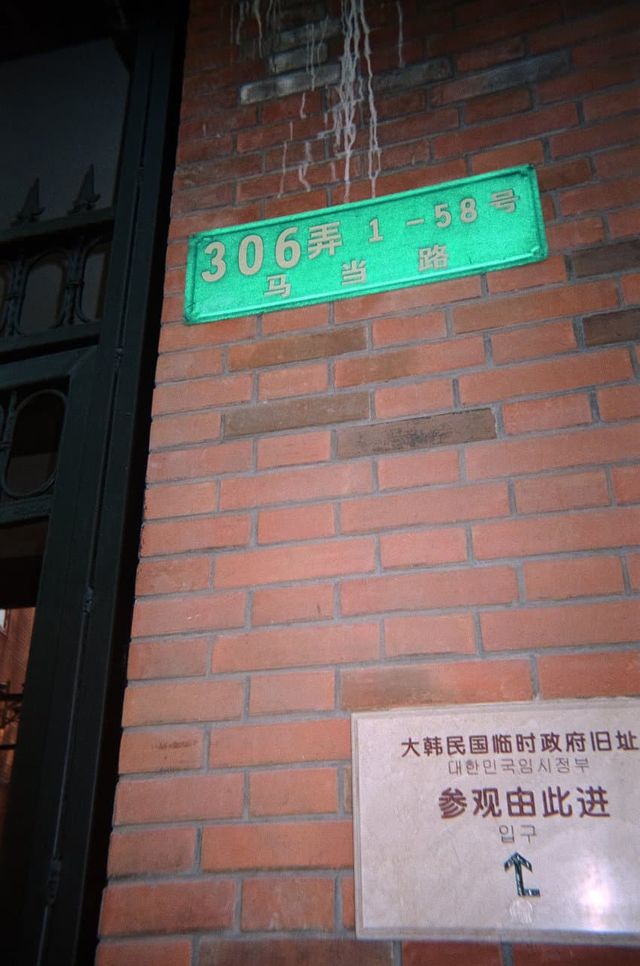 306弄 1-58号
马当路
大韩民国临时政府旧址
대한민국임시정부
参观由此进
입구